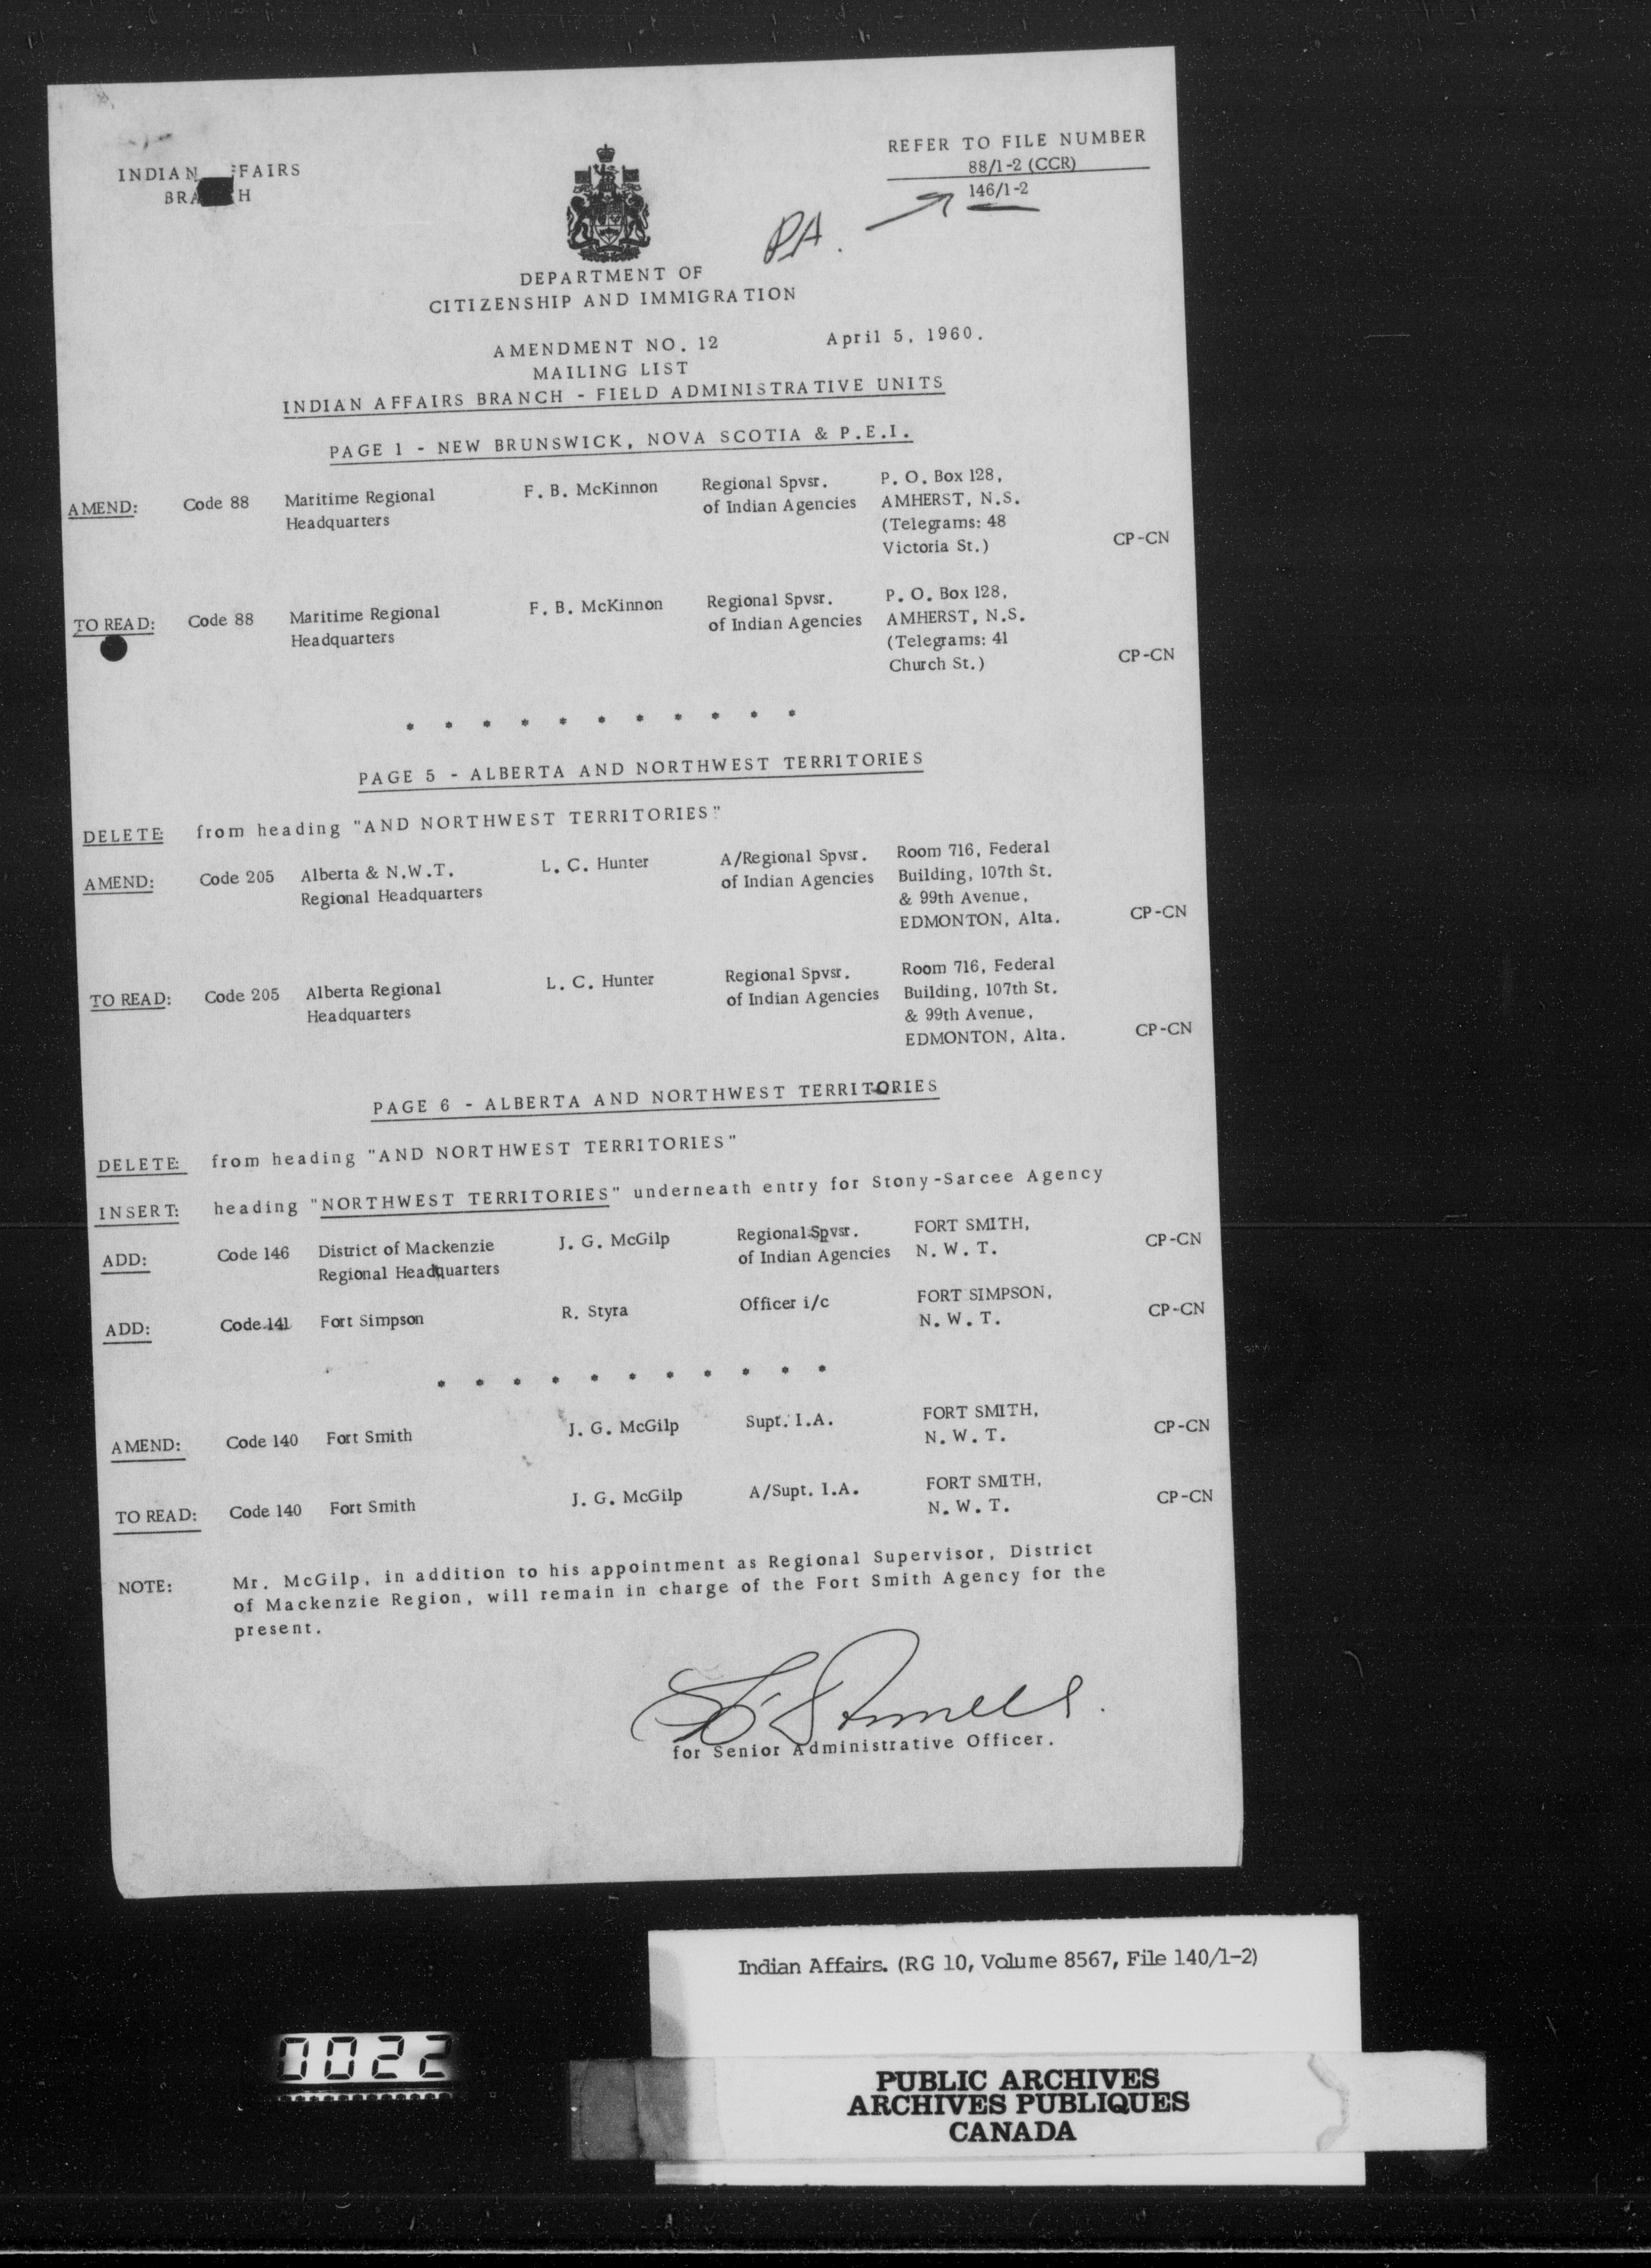 INDIAN FFAIRS
BRA H
REFER TO FILE NUMBER
88/1-2 (CCR)
146/1-2
PA.
DEPARTMENT OF
CITIZENSHIP AND IMMIGRATION
AMENDMENT NO. 12 April 5, 1960.
MAILING LIST
INDIAN AFFAIRS BRANCH - FIELD ADMINISTRATIVE UNITS
PAGE 1 - NEW BRUNSWICK, NOVA SCOTIA & P.E.I.
AMEND: Code 88 Maritime Regional F. B. McKinnon Regional Spvsr. P. O. Box 128,
Headquarters of Indian Agencies AMHERST, N.S.
(Telegrams: 48
Victoria St.) CP-CN
TO READ: Code 88 Maritime Regional F. B. McKinnon Regional Spvsr. P. O. Box 128,
Headquarters of Indian Agencies AMHERST, N.S.
(Telegrams: 41
Church St.) CP-CN
* * * * * * * * * * *
PAGE 5 - ALBERTA AND NORTHWEST TERRITORIES
DELETE: from heading "AND NORTHWEST TERRITORIES"
AMEND: Code 205 Alberta & N.W.T. L. C. Hunter A/Regional Spvsr. Room 716, Federal
Regional Headquarters of Indian Agencies Building, 107th St.
& 99th Avenue,
EDMONTON, Alta. CP-CN
TO READ: Code 205 Alberta Regional L. C. Hunter Regional Spvsr. Room 716, Federal
Headquarters of Indian Agencies Building, 107th St.
& 99th Avenue,
EDMONTON, Alta. CP-CN
PAGE 6 - ALBERTA AND NORTHWEST TERRITORIES
DELETE: from heading "AND NORTHWEST TERRITORIES"
INSERT: heading "NORTHWEST TERRITORIES" underneath entry for Stony-Sarcee Agency
ADD: Code 146 District of Mackenzie J. G. McGilp Regional Spvsr. FORT SMITH, CP-CN
Regional Headquarters of Indian Agencies N. W. T.
ADD: Code 141 Fort Simpson R. Styra Officer i/c FORT SIMPSON, CP-CN
N. W. T.
* * * * * * * * * * *
AMEND: Code 140 Fort Smith J. G. McGilp Supt. I.A. FORT SMITH, CP-CN
N. W. T.
TO READ: Code 140 Fort Smith J. G. McGilp A/Supt. I.A. FORT SMITH, CP-CN
N. W. T.
NOTE: Mr. McGilp, in addition to his appointment as Regional Supervisor, District
of Mackenzie Region, will remain in charge of the Fort Smith Agency for the
present.
for Senior Administrative Officer.
Indian Affairs. (RG 10, Volume 8567, File 140/1-2)
0022
PUBLIC ARCHIVES
ARCHIVES PUBLIQUES
CANADA